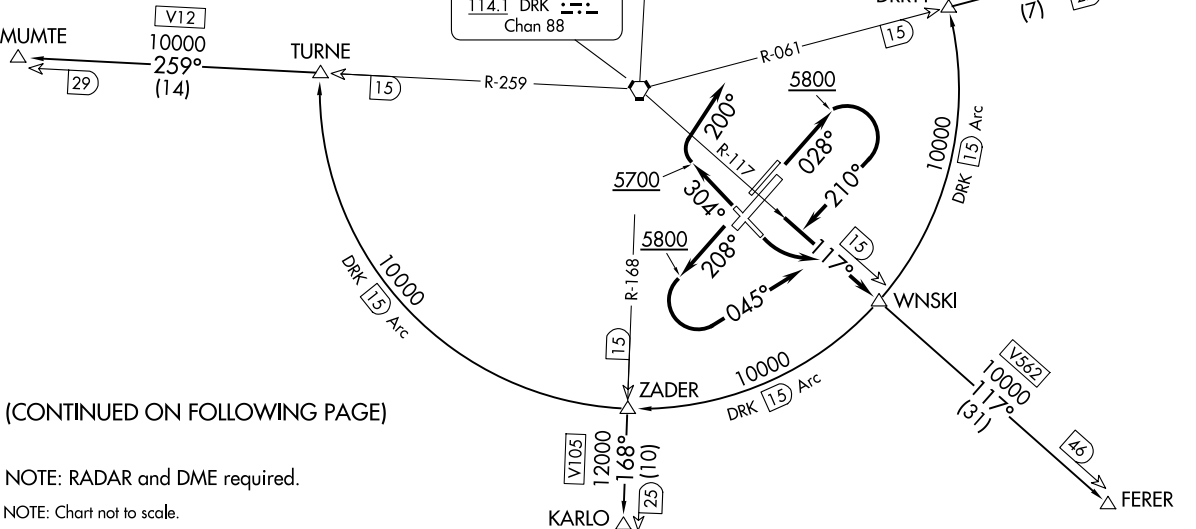 114.1 DRK
Chan 88
(7)
MUMTE
V12
10000
259°
(14)
29
TURNE
15
R-259
R-061
15
5800
028°
210°
200°
R-117
5700
304°
5800
208°
045°
117°
15
WNSKI
10000
DRK 15 Arc
10000
DRK 15 Arc
R-168
15
ZADER
10000
DRK 15 Arc
V562
10000
117°
(31)
46
FERER
V105
12000
168°
(10)
25
KARLO
(CONTINUED ON FOLLOWING PAGE)
NOTE: RADAR and DME required.
NOTE: Chart not to scale.